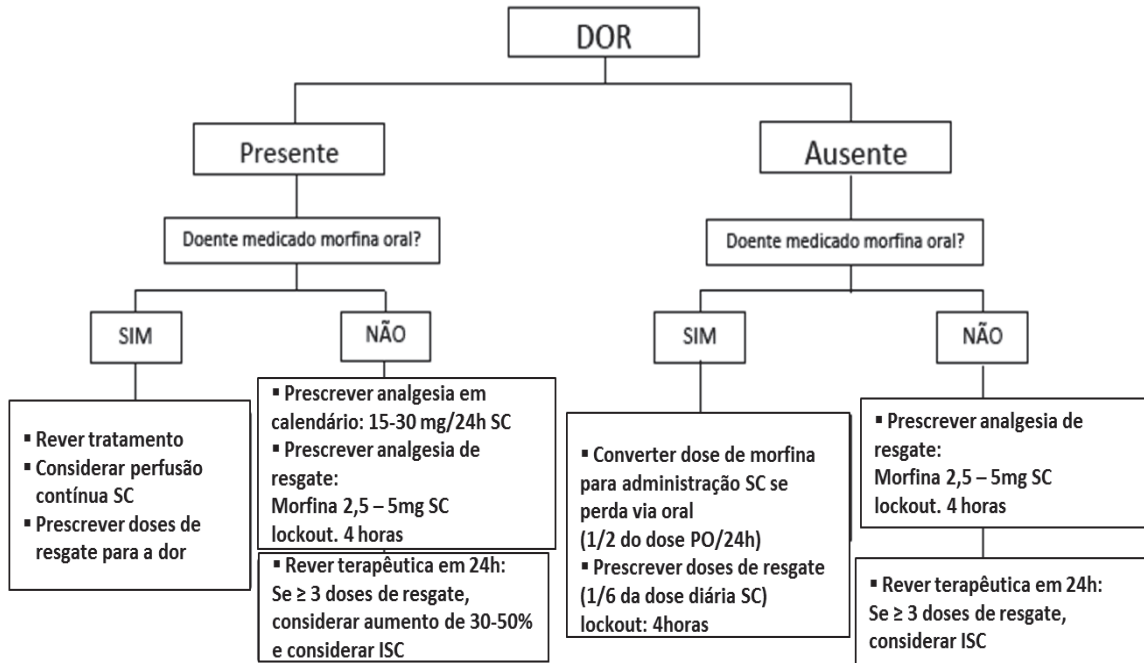 DOR
Presente
Ausente
Doente medicado morfina oral?
Doente medicado morfina oral?
SIM
NÃO
SIM
NÃO
▪ Rever tratamento
▪ Considerar perfusão
contínua SC
▪ Prescrever doses de
resgate para a dor
▪ Prescrever analgesia em
calendário: 15-30 mg/24h SC
▪ Prescrever analgesia de
resgate:
Morfina 2,5 – 5mg SC
lockout. 4 horas
▪ Rever terapêutica em 24h:
Se ≥ 3 doses de resgate,
considerar aumento de 30-50%
e considerar ISC
▪ Converter dose de morfina
para administração SC se
perda via oral
(1/2 do dose PO/24h)
▪ Prescrever doses de resgate
(1/6 da dose diária SC)
lockout: 4horas
▪ Prescrever analgesia de
resgate:
Morfina 2,5 – 5mg SC
lockout. 4 horas
▪ Rever terapêutica em 24h:
Se ≥ 3 doses de resgate,
considerar ISC